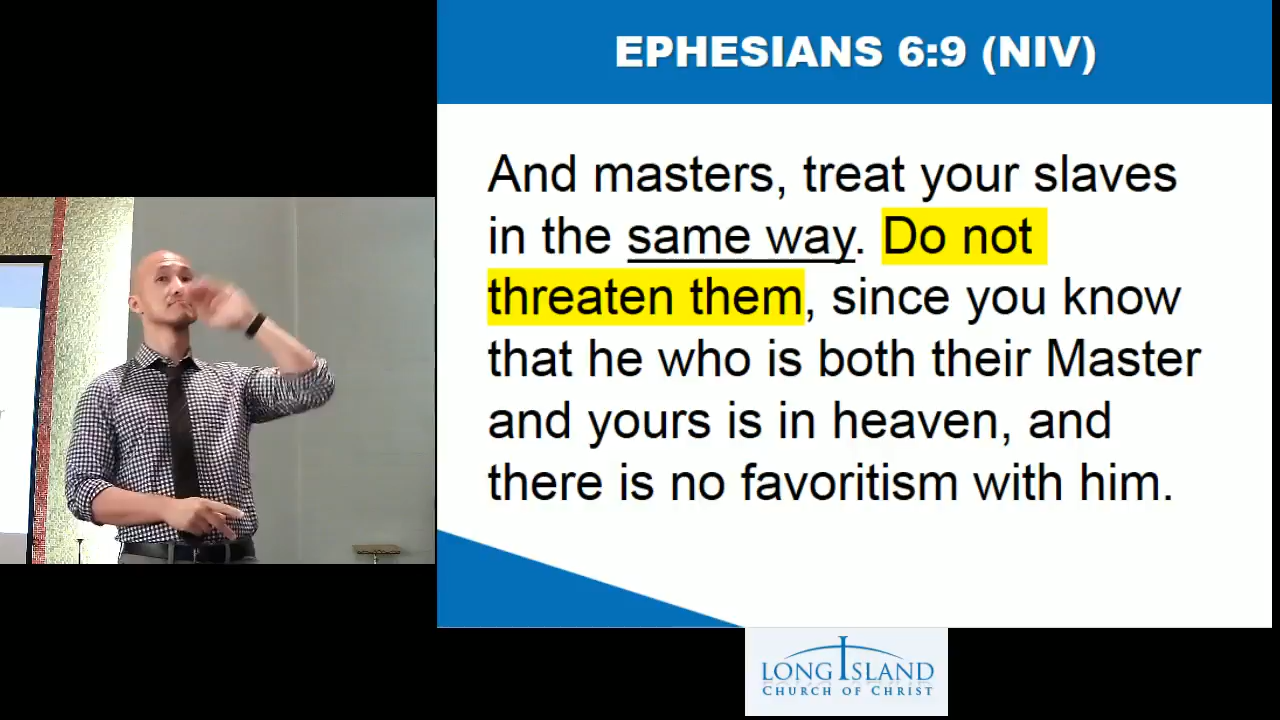 EPHESIANS 6:9 (NIV)
And masters, treat your slaves
in the same way. Do not
threaten them, since you know
that he who is both their Master
and yours is in heaven, and
there is no favoritism with him.
LONG ISLAND
CHURCH OF CHRIST